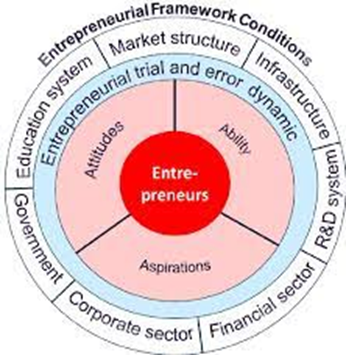 Entrepreneurial Framework Conditions
Market structure
Infrastructure
R&D system
Financial sector
Corporate sector
Government
Education system
Entrepreneurial trial and error dynamic
Attitudes
Ability
Aspirations
Entre-
preneurs